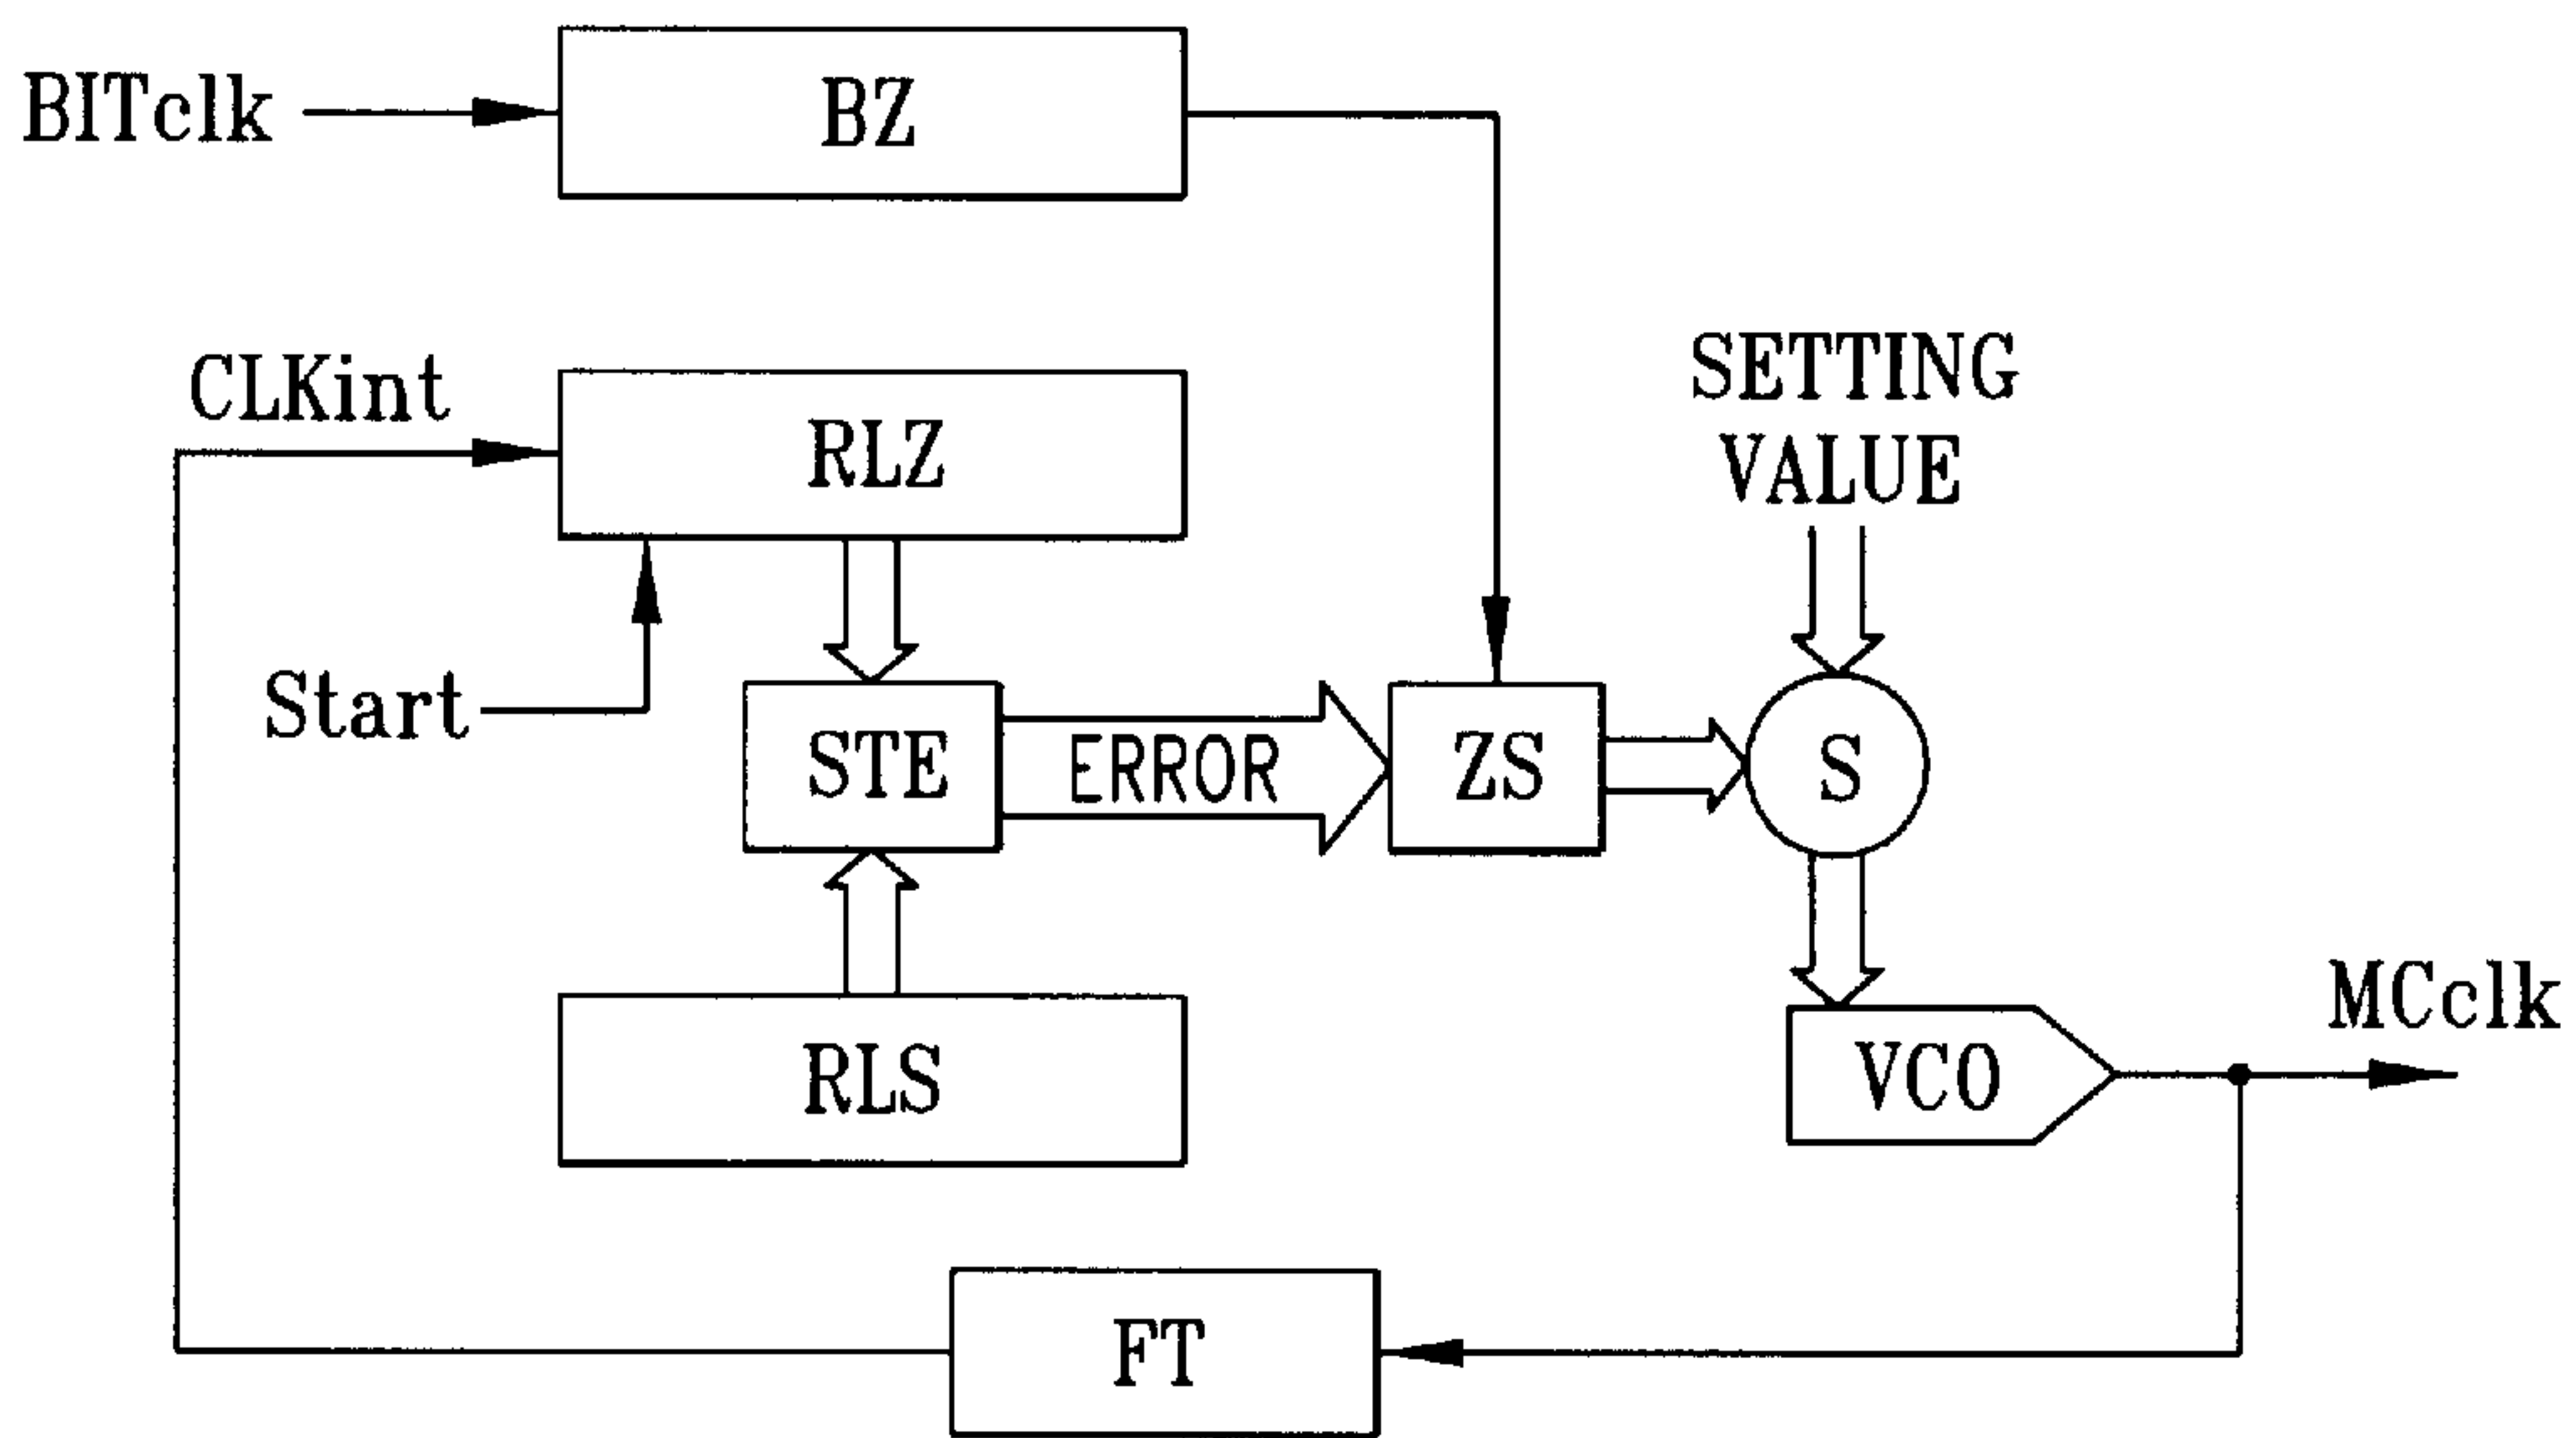 BITclk
BZ
CLKint
RLZ
SETTING
VALUE
Start
STE
ERROR
ZS
S
RLS
VCO
MCclk
FT